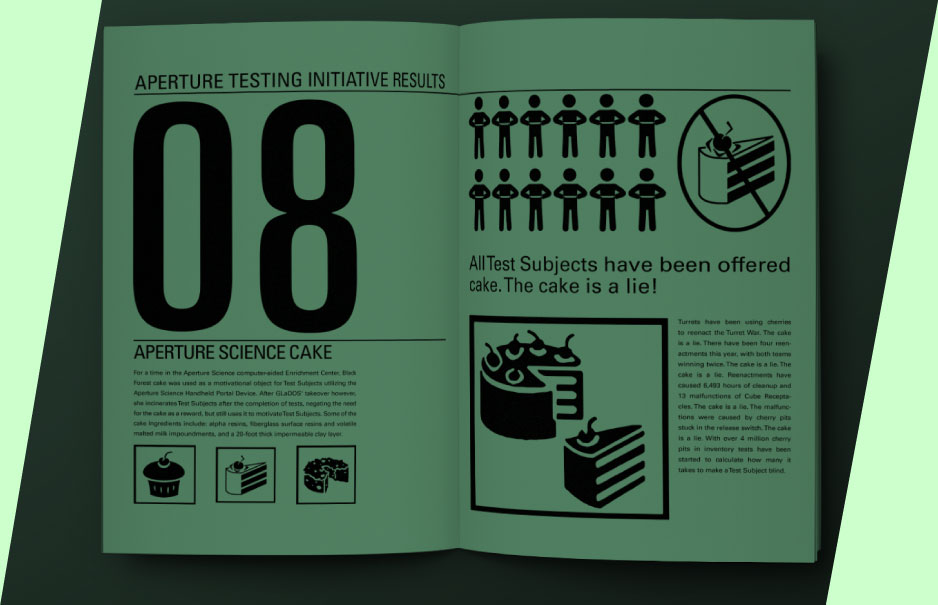 APERTURE TESTING INITIATIVE RESULTS
08
APERTURE SCIENCE CAKE
For a time in the Aperture Science computer-aided Enrichment Center, Black
Forest cake was used as a motivational object for Test Subjects utilizing the
Aperture Science Handheld Portal Device. After GLaDOS' takeover however,
she incinerates Test Subjects after the completion of tests, negating the need
for the cake as a reward, but still uses it to motivate Test Subjects. Some of the
cake ingredients include: alpha resins, fiberglass surface resins and volatile
malted milk impoundments, and a 20-foot thick impermeable clay layer.
All Test Subjects have been offered
cake. The cake is a lie!
Turrets have been using cherries
to reenact the Turret War. The cake
is a lie. There have been four reen-
actments this year, with both teams
winning twice. The cake is a lie. The
cake is a lie. Reenactments have
caused 6,493 hours of cleanup and
13 malfunctions of Cube Recepta-
cles. The cake is a lie. The malfunc-
tions were caused by cherry pits
stuck in the release switch. The cake
is a lie. With over 4 million cherry
pits in inventory tests have been
started to calculate how many it
takes to make a Test Subject blind.